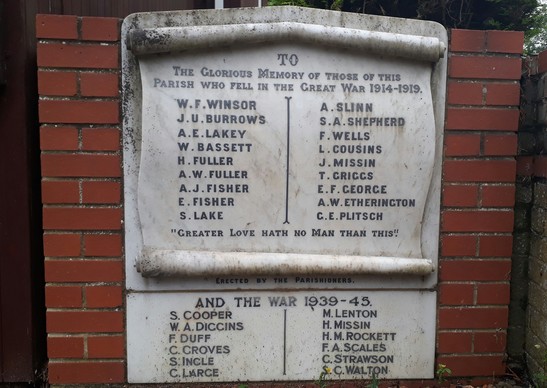 TO
THE GLORIOUS MEMORY OF THOSE OF THIS
PARISH WHO FELL IN THE GREAT WAR 1914-1919.
W. F. WINSOR
J. U. BURROWS
A. E. LAKEY
W. BASSETT
H. FULLER
A. W. FULLER
A. J. FISHER
E. FISHER
S. LAKE
A. SLINN
S. A. SHEPHERD
F. WELLS
L. COUSINS
J. MISSIN
T. GRIGGS
E. F. GEORGE
A. W. ETHERINGTON
C. E. PLITSCH
"GREATER LOVE HATH NO MAN THAN THIS".
ERECTED BY THE PARISHIONERS.
AND THE WAR 1939-45.
S. COOPER
W. A. DIGGINS
F. DUFF
C. GROVES
S. INGLE
C. LARGE
M. LENTON
H. MISSIN
H. M. ROCKETT
F. A. SCALES
C. STRAWSON
S. C. WALTON